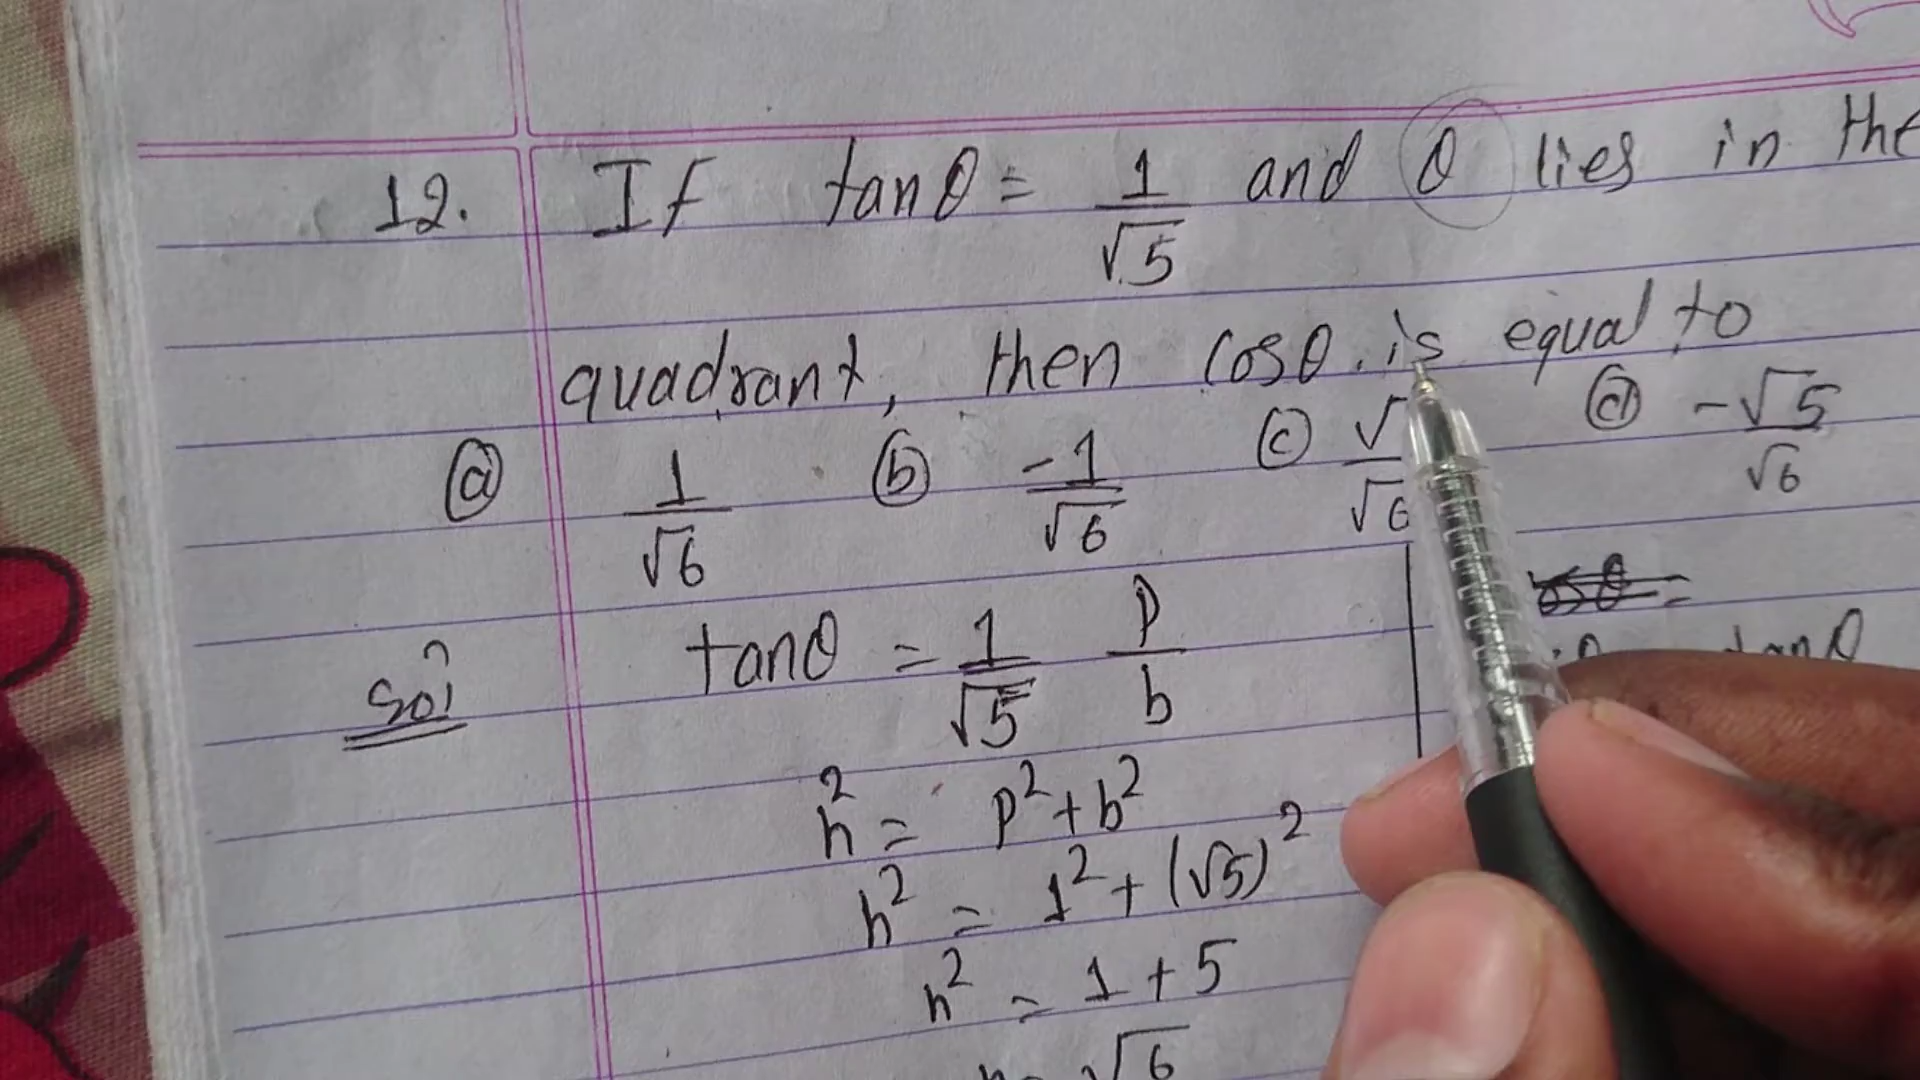 12. If tanθ = 1/√5 and θ lies in the
quadrant, then cosθ. is equal to
(a) 1/√6 (b) -1/√6 (c) √ /√6 (d) -√5/√6
tanθ = 1/√5 p/b
Sol
h² = p² + b²
h² = 1² + (√5)²
h² = 1 + 5
√6
tanθ